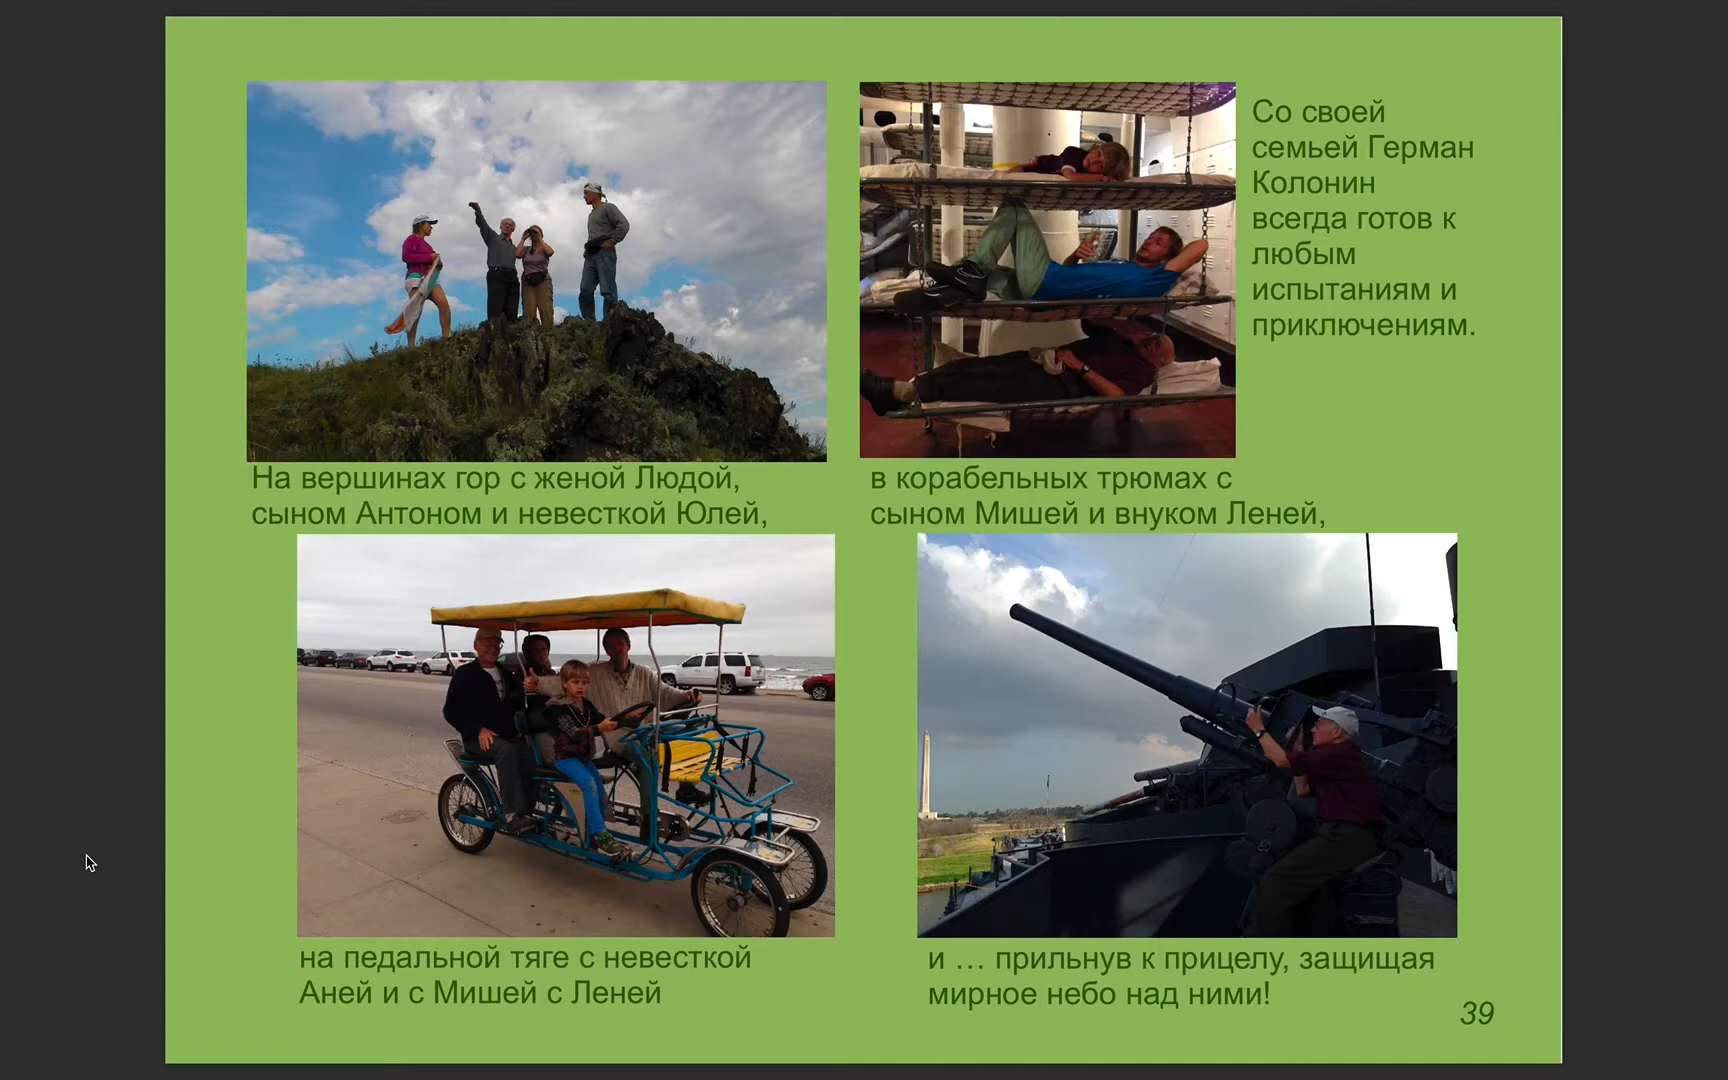 Со своей
семьей Герман
Колонин
всегда готов к
любым
испытаниям и
приключениям.
На вершинах гор с женой Людой,
сыном Антоном и невесткой Юлей,
в корабельных трюмах с
сыном Мишей и внуком Леней,
на педальной тяге с невесткой
Аней и с Мишей с Леней
и … прильнув к прицелу, защищая
мирное небо над ними!
39